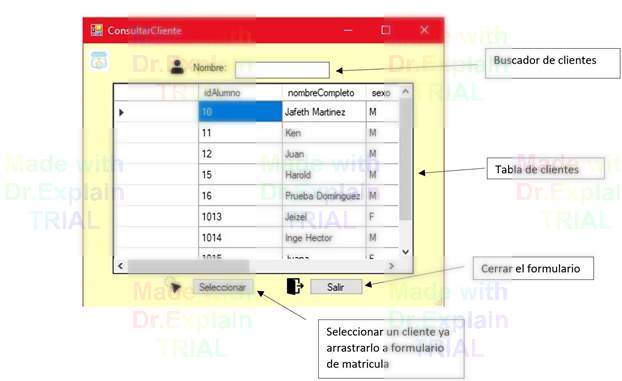 ConsultarCliente
Made with
Dr.Explain
TRIAL
Made with
Dr.Explain
TRIAL
Nombre:
Buscador de clientes
idAlumno nombreCompleto sexo
10 Jafeth Martinez M
11 Ken M
12 Juan M
15 Harold M
16 Prueba Dominguez M
1013 Jeizel F
1014 Inge Hector M
1015 Juana F
Made with
Dr.Explain
TRIAL
Tabla de clientes
Made with
Dr.Explain
TRIAL
Cerrar el formulario
Seleccionar
Salir
Made with
Dr.Explain
TRIAL
Made with
Dr.Explain
TRIAL
Seleccionar un cliente ya
arrastrarlo a formulario
de matricula